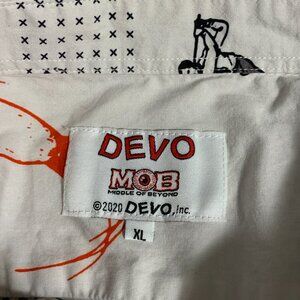 DEVO
MOB
MIDDLE OF BEYOND
©2020 DEVO, Inc.
XL